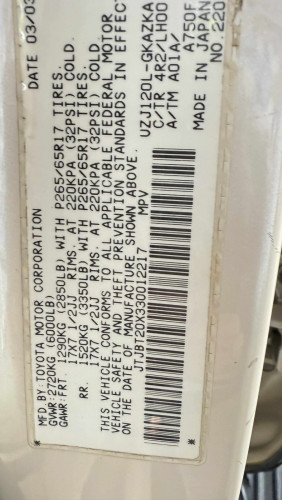 MFD.BY:TOYOTA MOTOR CORPORATION DATE 03/03
GVWR:2720KG (6000LB)
GAWR:FRT. 1290KG (2850LB) WITH P265/65R17 TIRES,
17X7 1/2JJ RIMS, AT 220KPA (32PSI) COLD.
RR. 1520KG (3350LB) WITH P265/65R17 TIRES,
17X7 1/2JJ RIMS, AT 220KPA (32PSI) COLD.
THIS VEHICLE CONFORMS TO ALL APPLICABLE FEDERAL MOTOR
VEHICLE SAFETY AND THEFT PREVENTION STANDARDS IN EFFECT
ON THE DATE OF MANUFACTURE SHOWN ABOVE.
*JTJBT20X330012217* UZJ120L-GKAZKA
MPV C/TR 4R2/LH00
A/TM A01A/ A750F
MADE IN JAPAN
NO.220